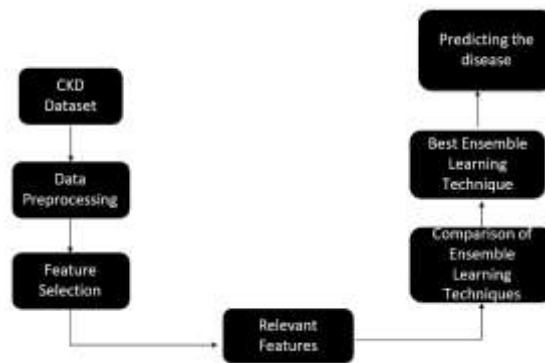 CKD
Dataset
Data
Preprocessing
Feature
Selection
Relevant
Features
Comparison of
Ensemble
Learning
Techniques
Best Ensemble
Learning
Technique
Predicting the
disease